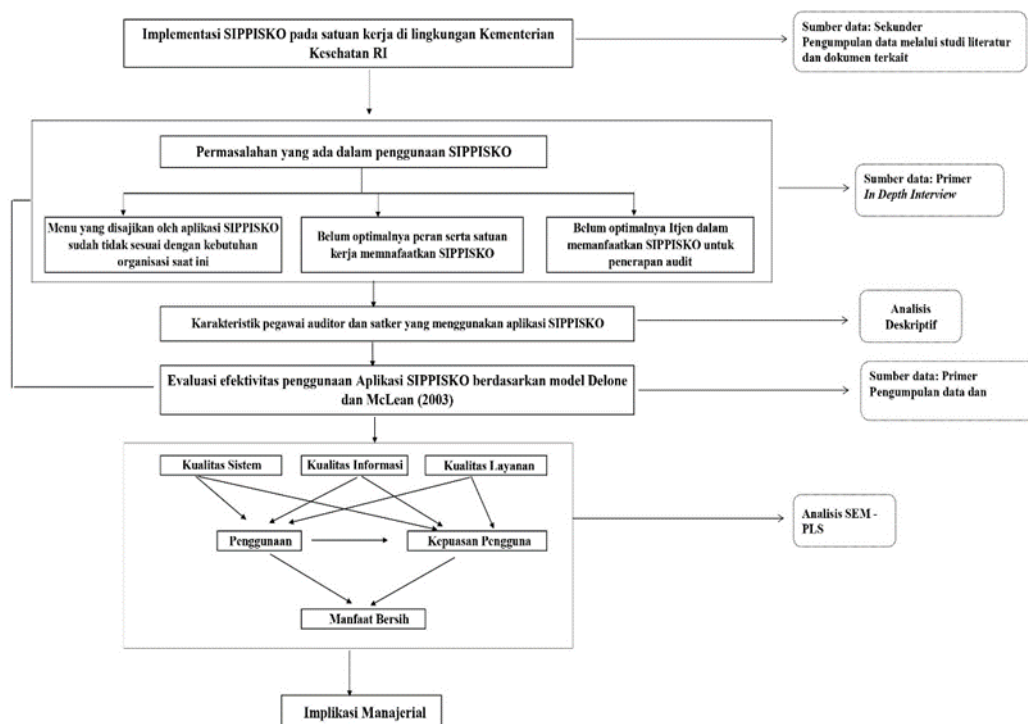 Implementasi SIPPISKO pada satuan kerja di lingkungan Kementerian
Kesehatan RI
Sumber data: Sekunder
Pengumpulan data melalui studi literatur
dan dokumen terkait
Permasalahan yang ada dalam penggunaan SIPPISKO
Menu yang disajikan oleh aplikasi SIPPISKO
sudah tidak sesuai dengan kebutuhan
organisasi saat ini
Belum optimalnya peran serta satuan
kerja memnafaatkan SIPPISKO
Belum optimalnya Itjen dalam
memanfaatkan SIPPISKO untuk
penerapan audit
Sumber data: Primer
In Depth Interview
Karakteristik pegawai auditor dan satker yang menggunakan aplikasi SIPPISKO
Analisis
Deskriptif
Evaluasi efektivitas penggunaan Aplikasi SIPPISKO berdasarkan model Delone
dan McLean (2003)
Sumber data: Primer
Pengumpulan data dan
Kualitas Sistem
Kualitas Informasi
Kualitas Layanan
Penggunaan
Kepuasan Pengguna
Manfaat Bersih
Analisis SEM -
PLS
Implikasi Manajerial